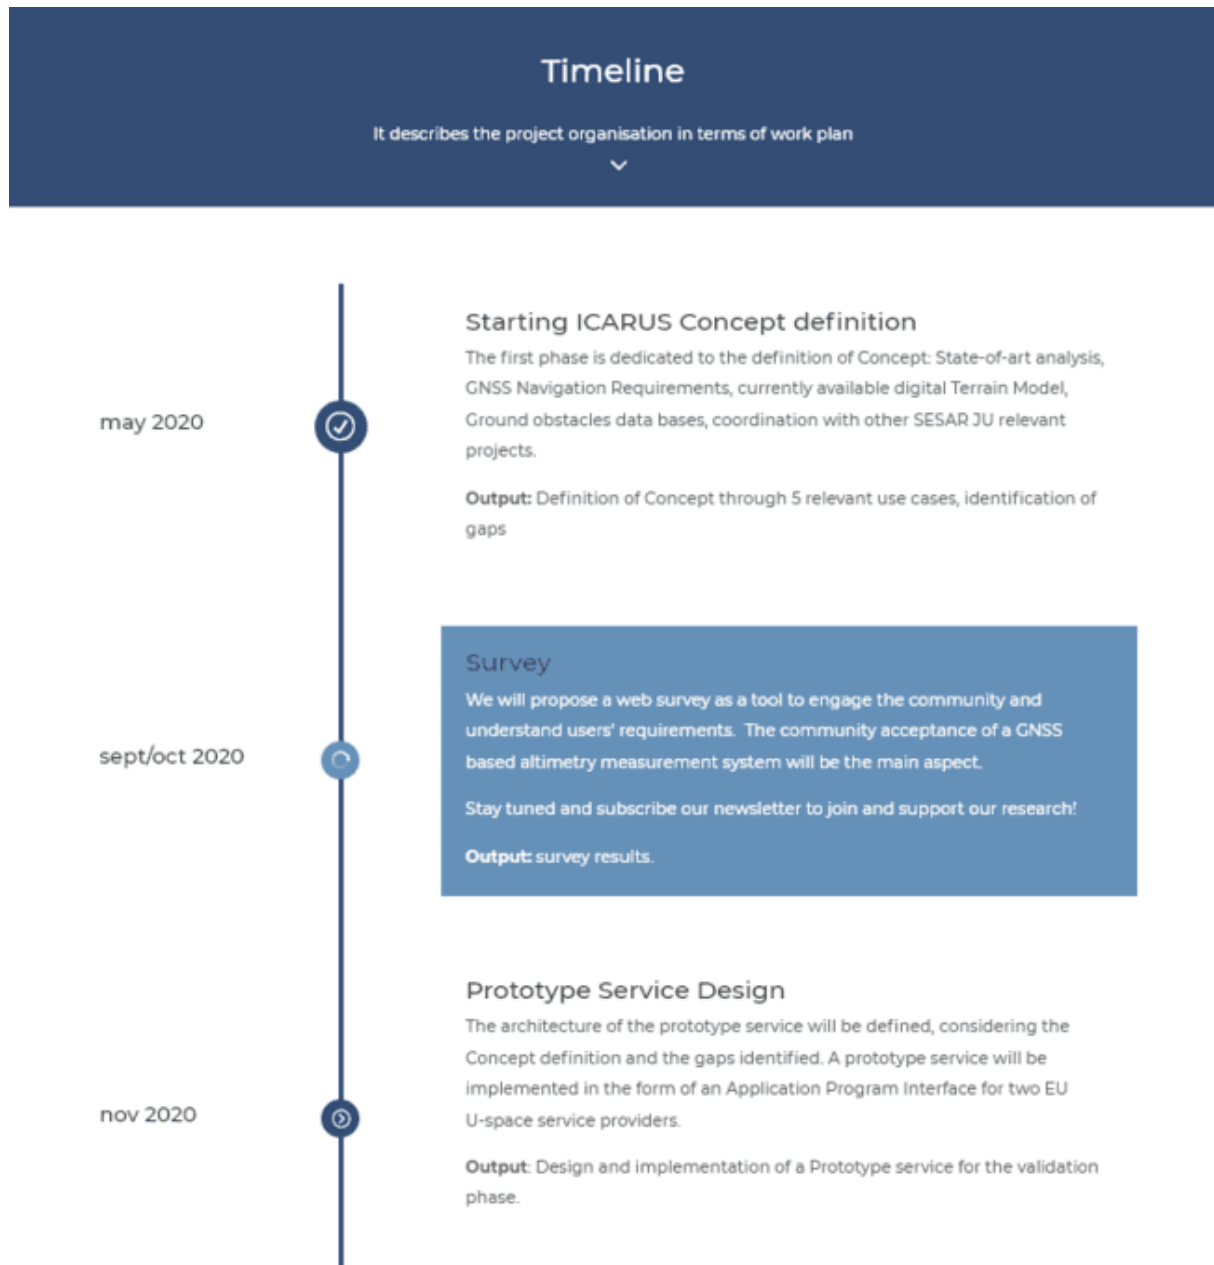 Timeline
It describes the project organisation in terms of work plan
may 2020
Starting ICARUS Concept definition
The first phase is dedicated to the definition of Concept: State-of-art analysis,
GNSS Navigation Requirements, currently available digital Terrain Model,
Ground obstacles data bases, coordination with other SESAR JU relevant
projects.
Output: Definition of Concept through 5 relevant use cases, identification of
gaps
sept/oct 2020
Survey
We will propose a web survey as a tool to engage the community and
understand users' requirements.  The community acceptance of a GNSS
based altimetry measurement system will be the main aspect.
Stay tuned and subscribe our newsletter to join and support our research!
Output: survey results.
nov 2020
Prototype Service Design
The architecture of the prototype service will be defined, considering the
Concept definition and the gaps identified. A prototype service will be
implemented in the form of an Application Program Interface for two EU
U-space service providers.
Output: Design and implementation of a Prototype service for the validation
phase.